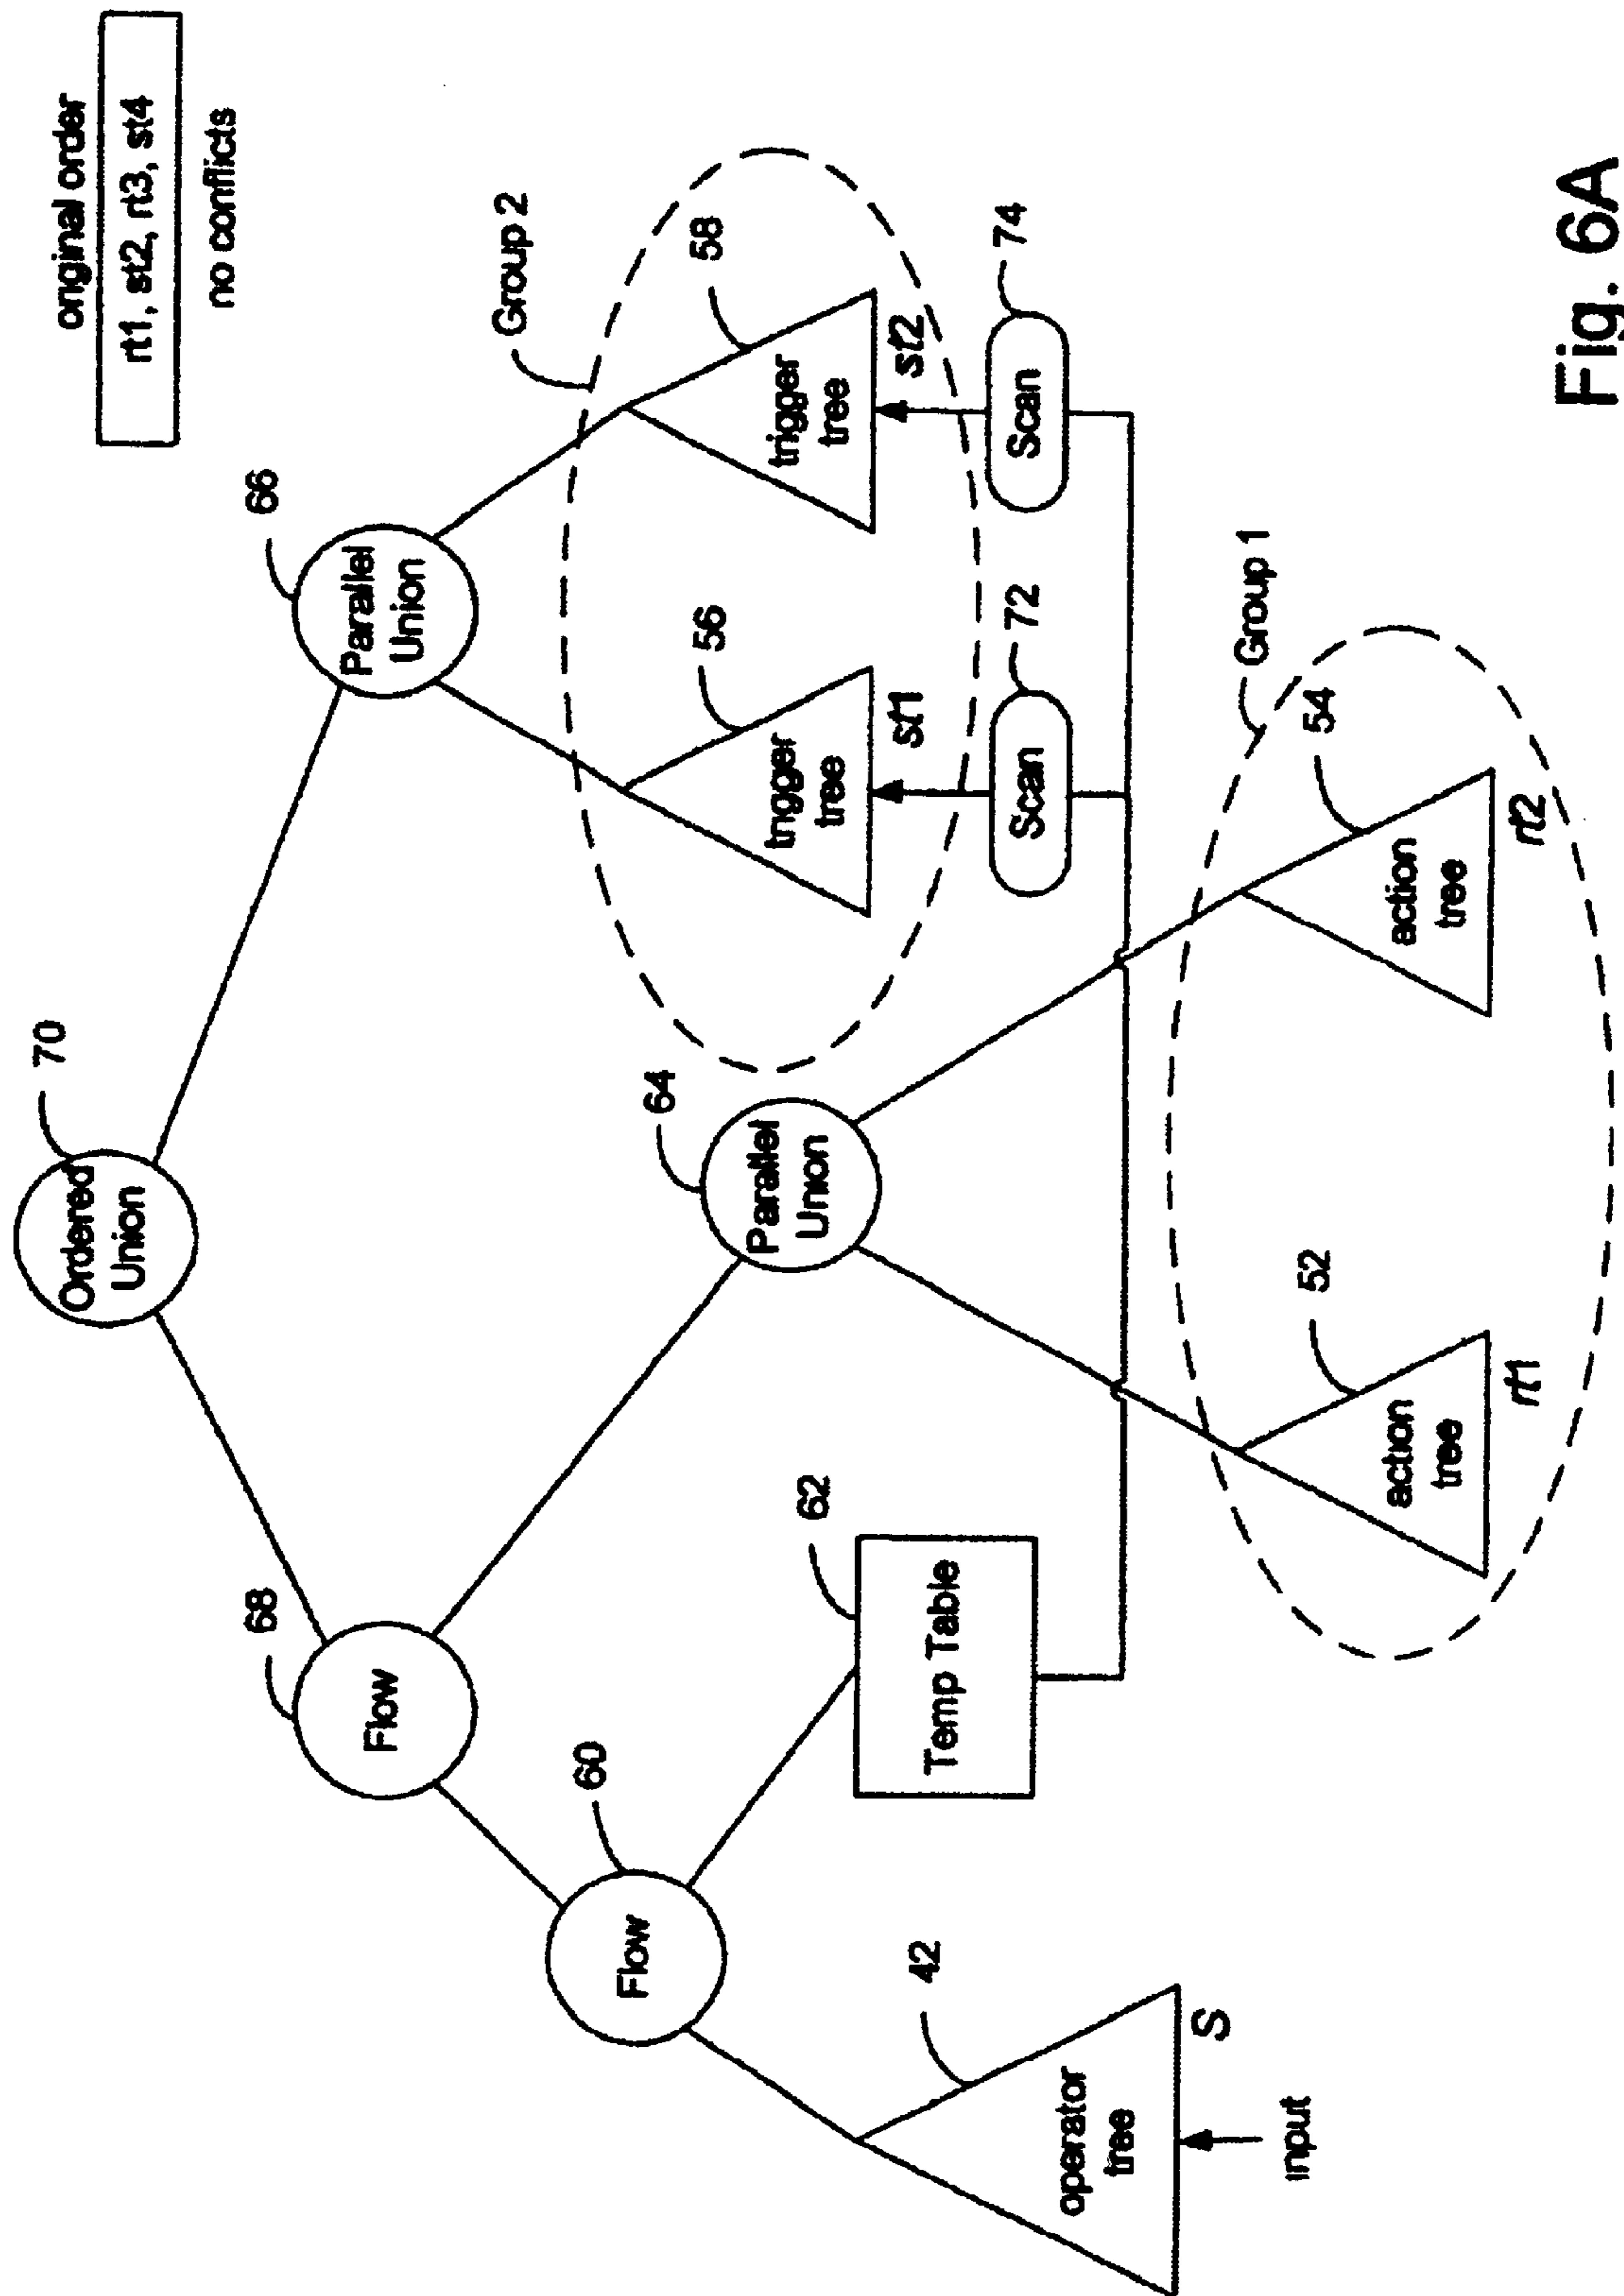 original order
rt1, st2, rt3, st4
no conflicts
70
Ordered
Union
68
Flow
66
Parallel
Union
Group 2
60
Flow
64
Parallel
Union
56
trigger
tree
st1
58
trigger
tree
st2
62
Temp Table
72
Scan
74
Scan
42
operator
tree
S
input
Group 1
52
action
tree
rt1
54
action
tree
rt2
Fig. 6A